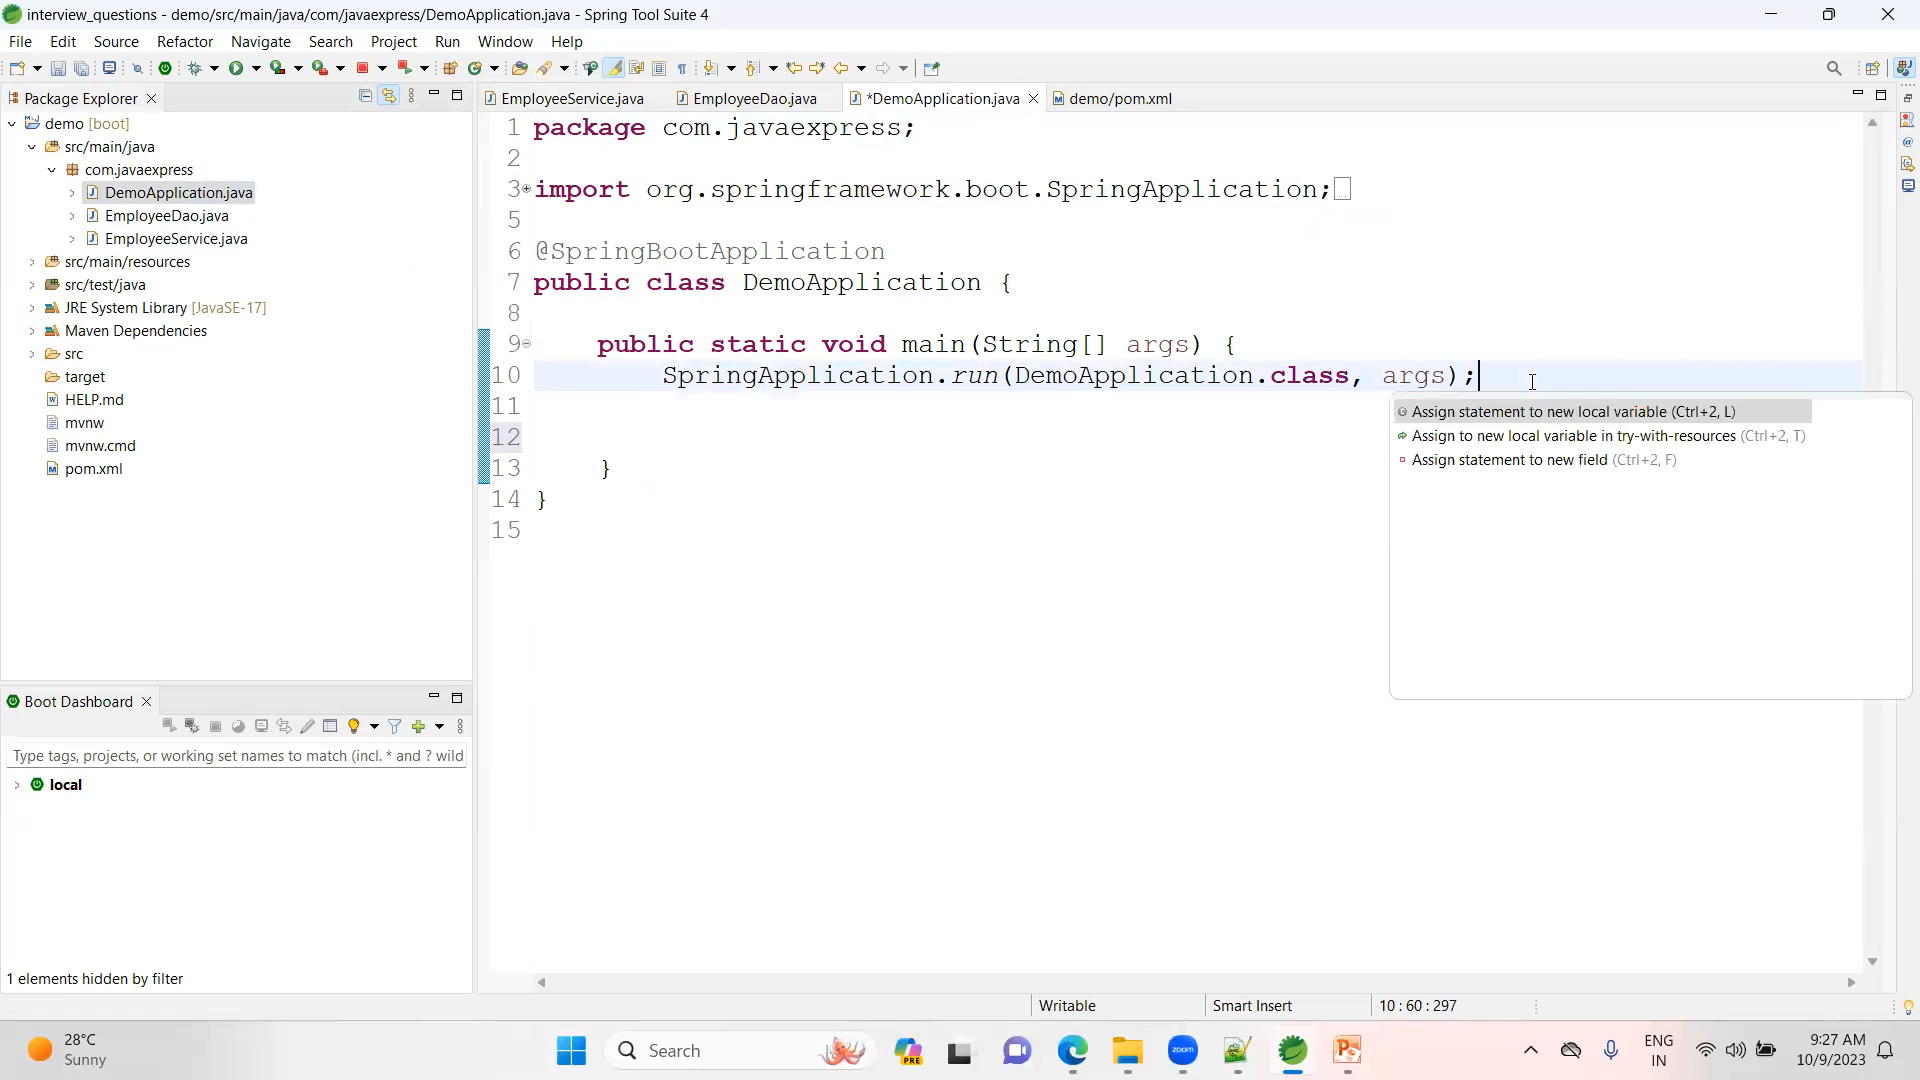 interview_questions - demo/src/main/java/com/javaexpress/DemoApplication.java - Spring Tool Suite 4
File Edit Source Refactor Navigate Search Project Run Window Help
Package Explorer
EmployeeService.java EmployeeDao.java *DemoApplication.java demo/pom.xml
demo [boot]
src/main/java
com.javaexpress
DemoApplication.java
EmployeeDao.java
EmployeeService.java
src/main/resources
src/test/java
JRE System Library [JavaSE-17]
Maven Dependencies
src
target
HELP.md
mvnw
mvnw.cmd
pom.xml
1 package com.javaexpress;
2
3 import org.springframework.boot.SpringApplication;
5
6 @SpringBootApplication
7 public class DemoApplication {
8
9 public static void main(String[] args) {
10 SpringApplication.run(DemoApplication.class, args);
11
12
13 }
14 }
15
Assign statement to new local variable (Ctrl+2, L)
Assign to new local variable in try-with-resources (Ctrl+2, T)
Assign statement to new field (Ctrl+2, F)
Boot Dashboard
Type tags, projects, or working set names to match (incl. * and ? wild
local
1 elements hidden by filter
Writable Smart Insert 10 : 60 : 297
28°C
Sunny
Search
PRE
zoom
ENG
IN
9:27 AM
10/9/2023